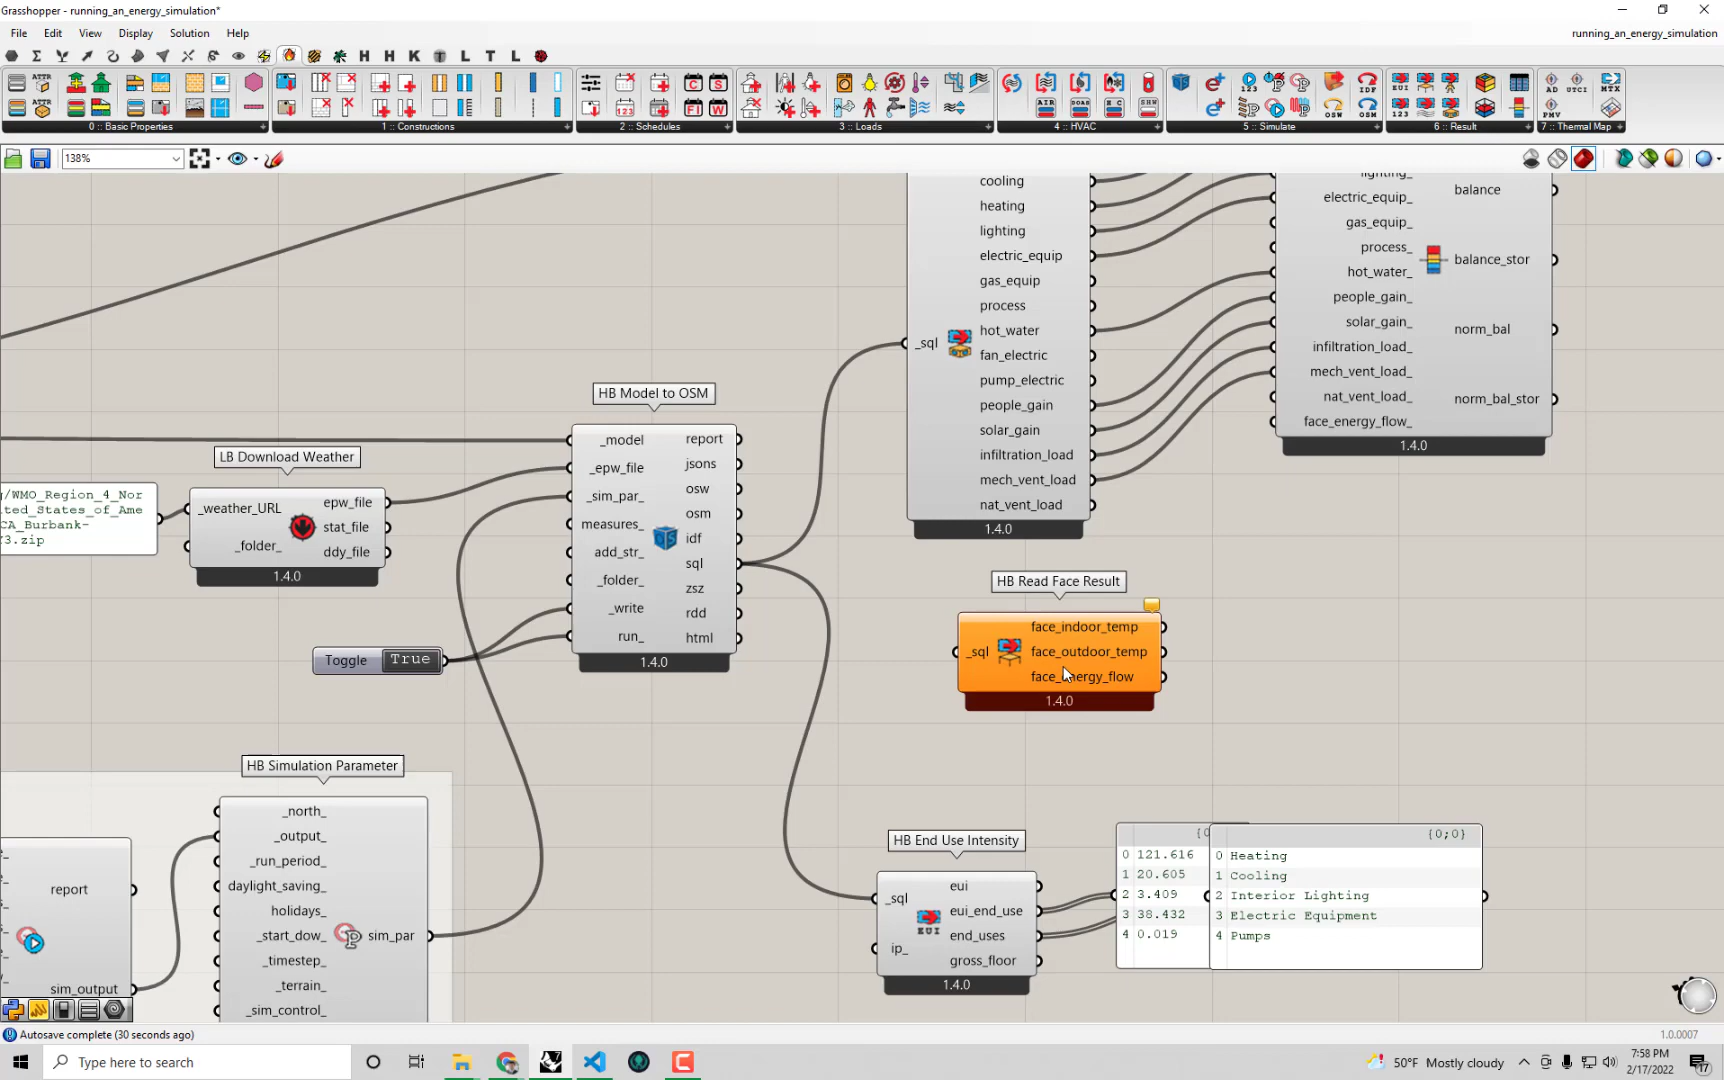 Grasshopper - running_an_energy_simulation*
File Edit View Display Solution Help
running_an_energy_simulation
0 :: Basic Properties
1 :: Constructions
2 :: Schedules
3 :: Loads
4 :: HVAC
5 :: Simulate
6 :: Result
7 :: Thermal Map
138%
cooling
heating
lighting
electric_equip
gas_equip
process
hot_water
fan_electric
pump_electric
people_gain
solar_gain
infiltration_load
mech_vent_load
nat_vent_load
_sql
1.4.0
lighting_
electric_equip_
gas_equip_
process_
hot_water_
people_gain_
solar_gain_
infiltration_load_
mech_vent_load_
nat_vent_load_
face_energy_flow_
balance
balance_stor
norm_bal
norm_bal_stor
1.4.0
HB Model to OSM
_model
_epw_file
_sim_par_
measures_
add_str_
_folder_
_write
run_
report
jsons
osw
osm
idf
sql
zsz
rdd
html
1.4.0
LB Download Weather
_weather_URL
_folder_
epw_file
stat_file
ddy_file
1.4.0
g/WMO_Region_4_Nor
ited_States_of_Ame
CA_Burbank-
Y3.zip
Toggle True
HB Read Face Result
_sql
face_indoor_temp
face_outdoor_temp
face_energy_flow
1.4.0
HB Simulation Parameter
_north_
_output_
_run_period_
daylight_saving_
holidays_
_start_dow_
_timestep_
_terrain_
_sim_control_
sim_par
report
sim_output
HB End Use Intensity
_sql
ip_
eui
eui_end_use
end_uses
gross_floor
1.4.0
0 121.616
1 20.605
2 3.409
3 38.432
4 0.019
{0;0}
0 Heating
1 Cooling
2 Interior Lighting
3 Electric Equipment
4 Pumps
Autosave complete (30 seconds ago)
1.0.0007
Type here to search
50°F Mostly cloudy
7:58 PM
2/17/2022
17